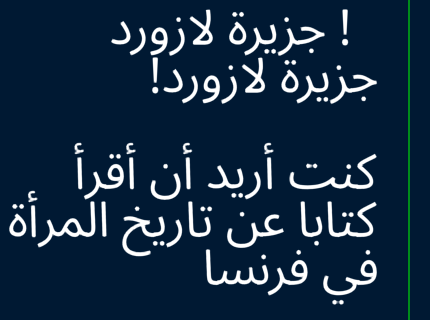 ! جزيرة لازورد
جزيرة لازورد!
كنت أريد أن أقرأ
كتابا عن تاريخ المرأة
في فرنسا